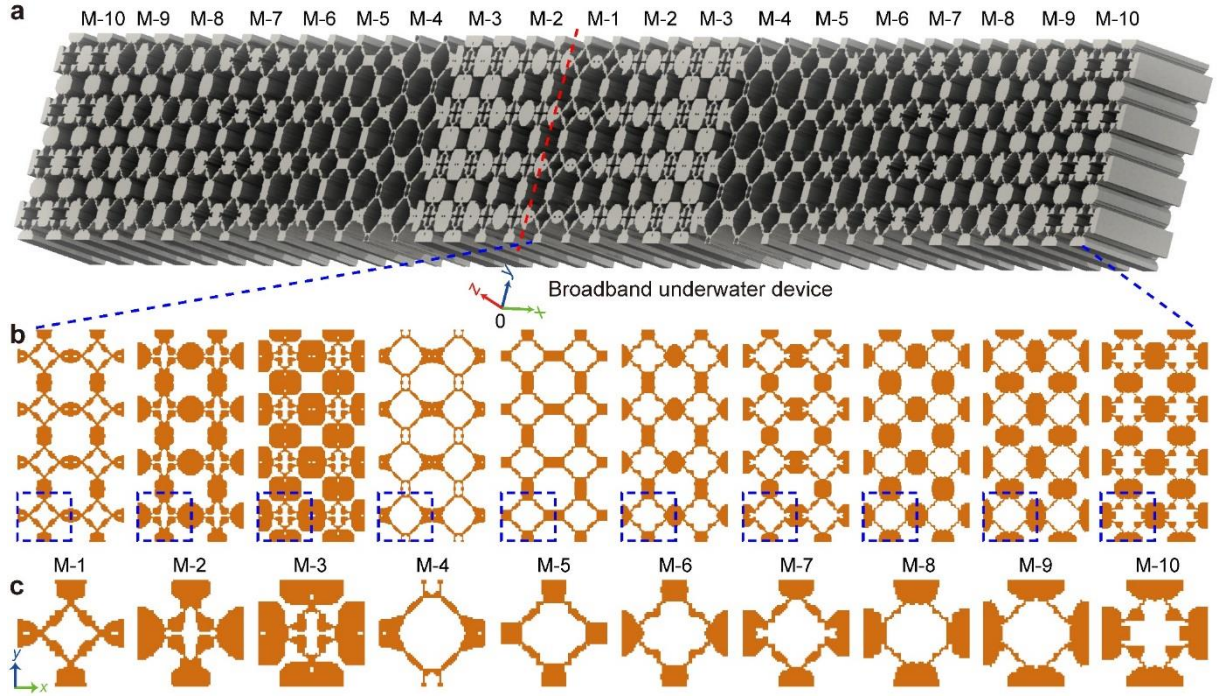 a
M-10 M-9 M-8 M-7 M-6 M-5 M-4 M-3 M-2 M-1 M-2 M-3 M-4 M-5 M-6 M-7 M-8 M-9 M-10
y
z
x
0
Broadband underwater device
b
M-1 M-2 M-3 M-4 M-5 M-6 M-7 M-8 M-9 M-10
c
y
x